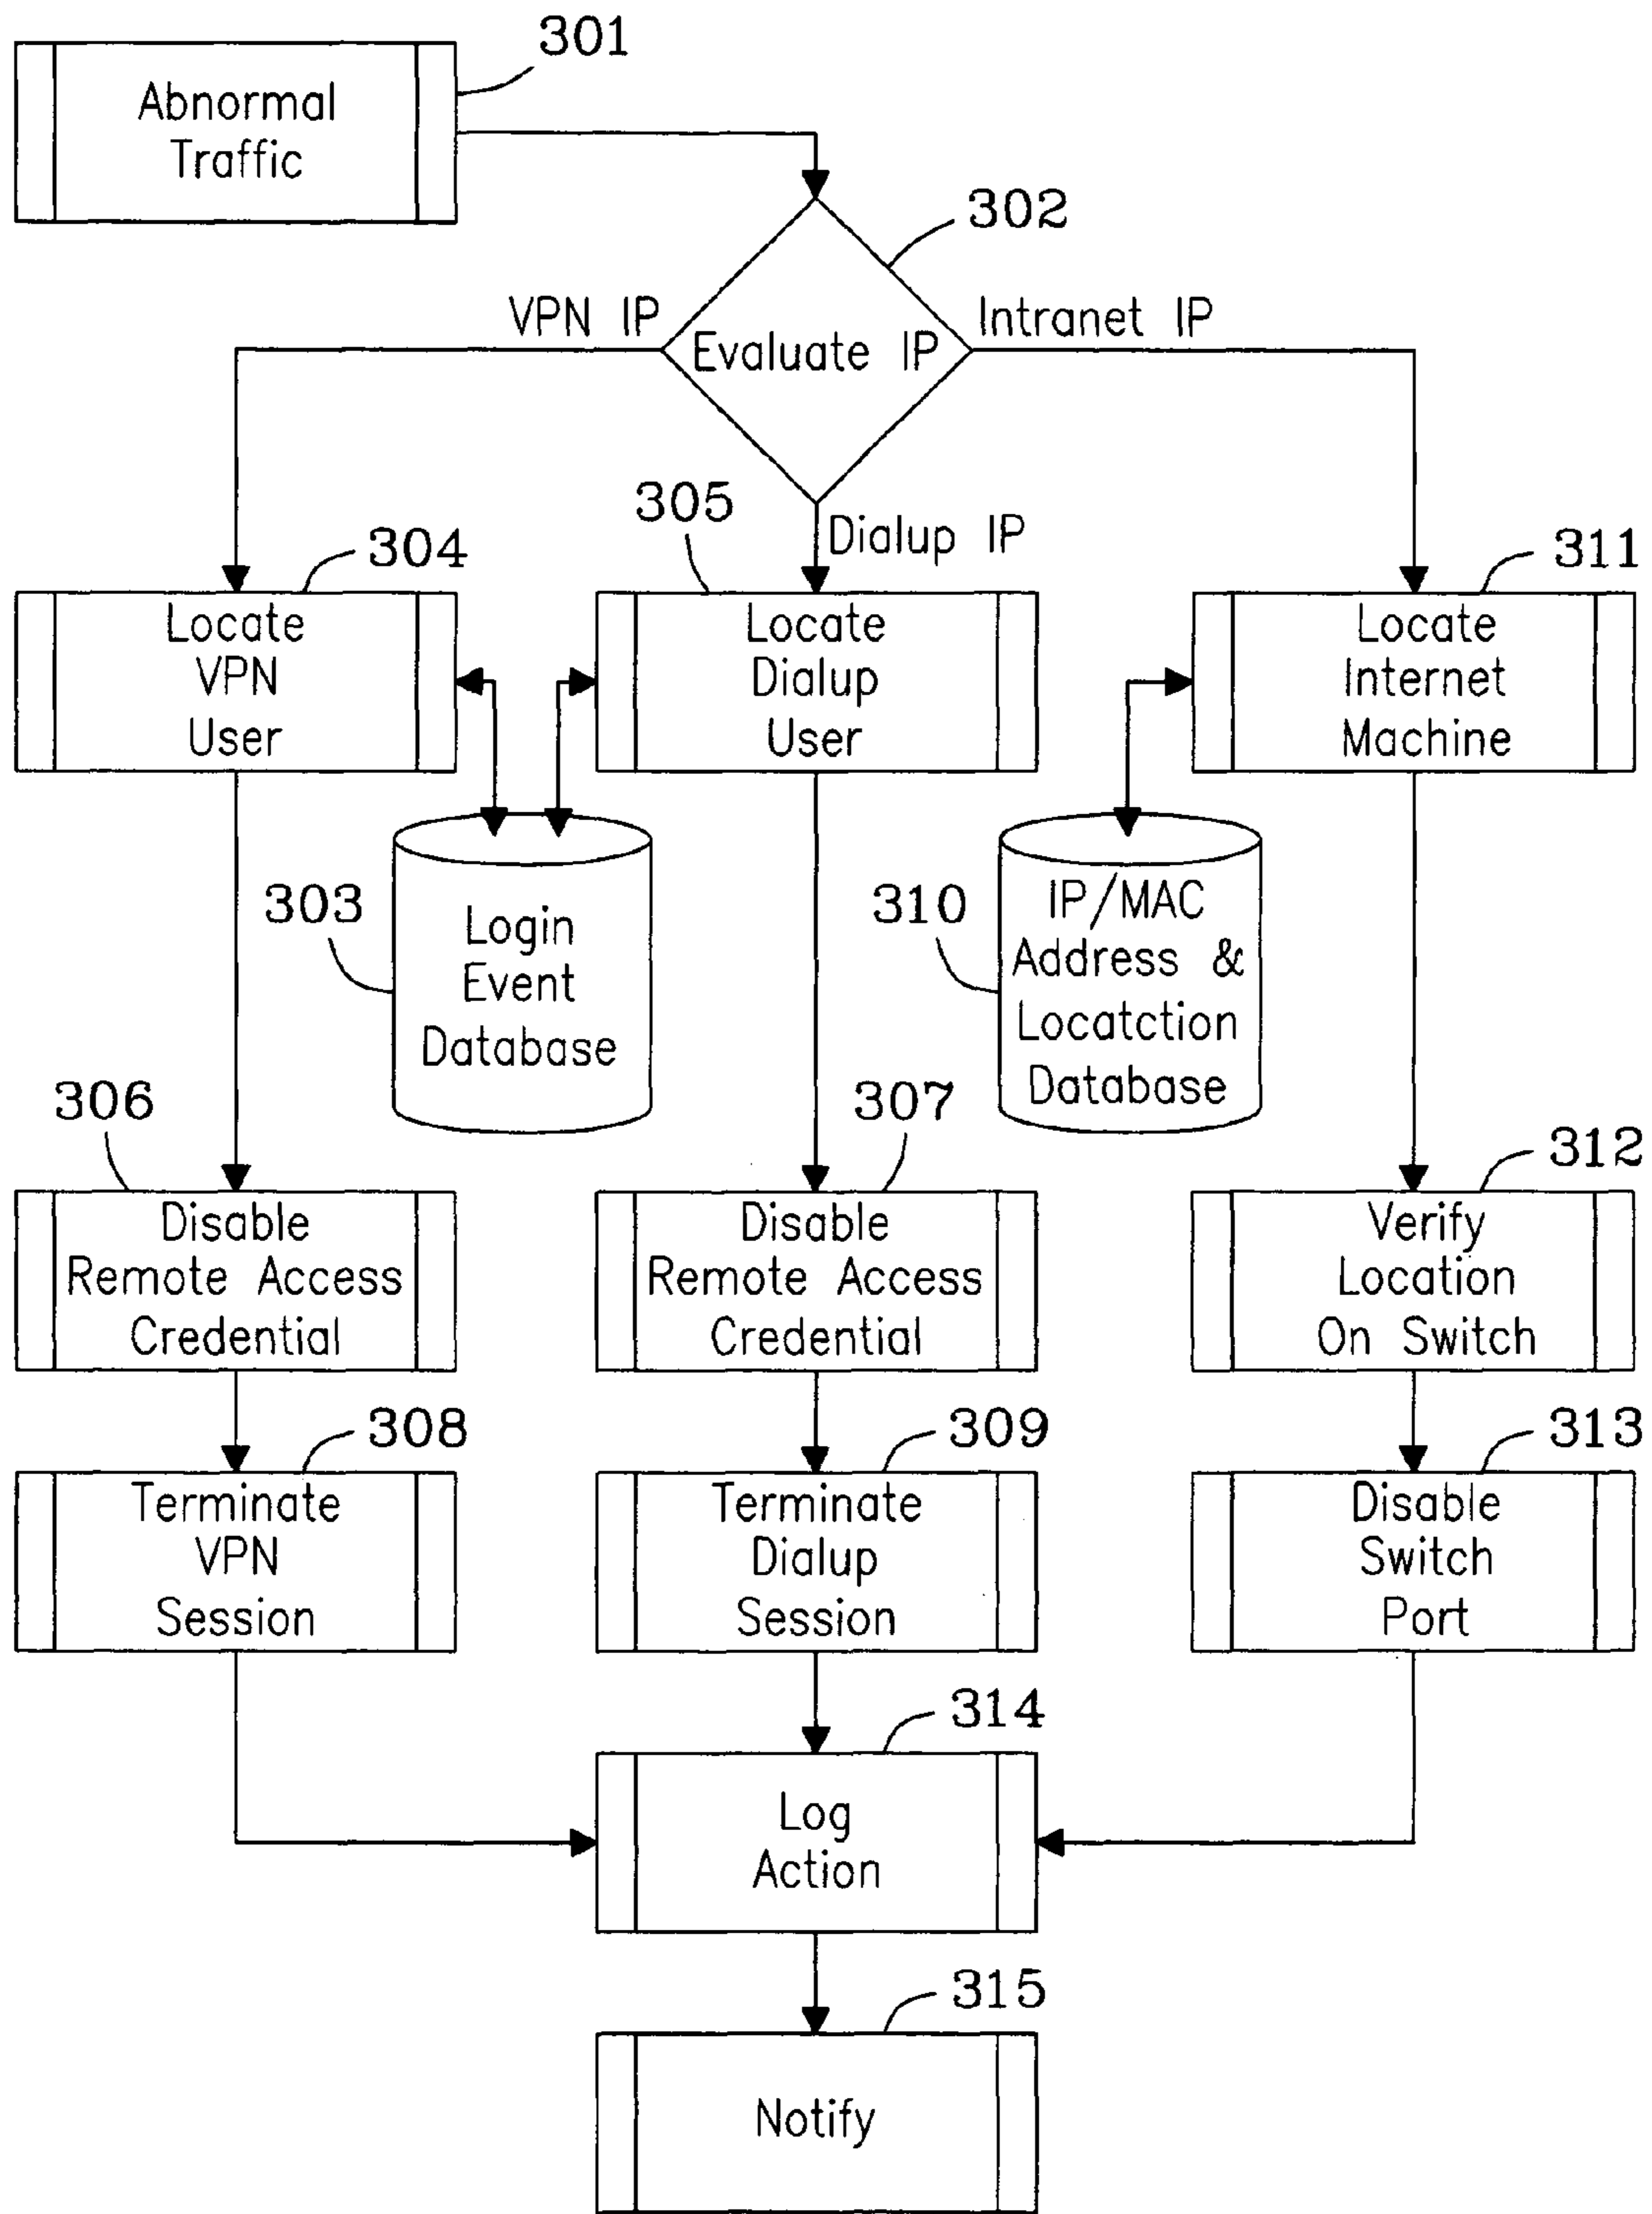 301
Abnormal
Traffic
302
VPN IP
Evaluate IP
Intranet IP
Dialup IP
304
Locate
VPN
User
305
Locate
Dialup
User
311
Locate
Internet
Machine
303
Login
Event
Database
310
IP/MAC
Address &
Locatction
Database
306
Disable
Remote Access
Credential
307
Disable
Remote Access
Credential
312
Verify
Location
On Switch
308
Terminate
VPN
Session
309
Terminate
Dialup
Session
313
Disable
Switch
Port
314
Log
Action
315
Notify